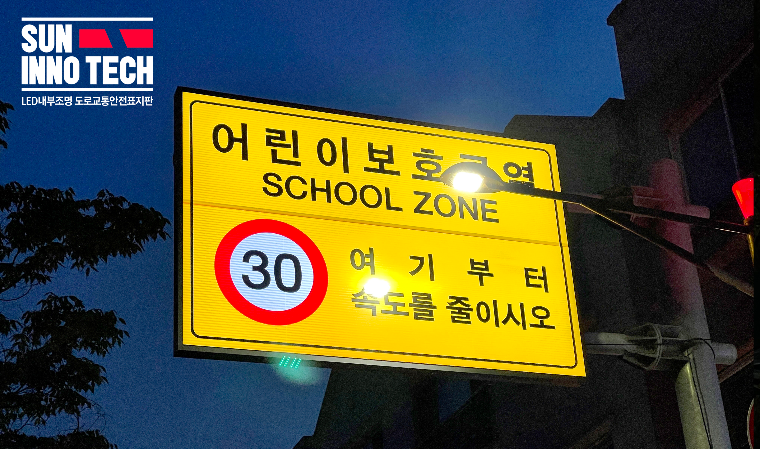 SUN
INNO TECH
LED내부조명 도로교통안전표지판
어린이보호구역
SCHOOL ZONE
30
여기부터
속도를 줄이시오